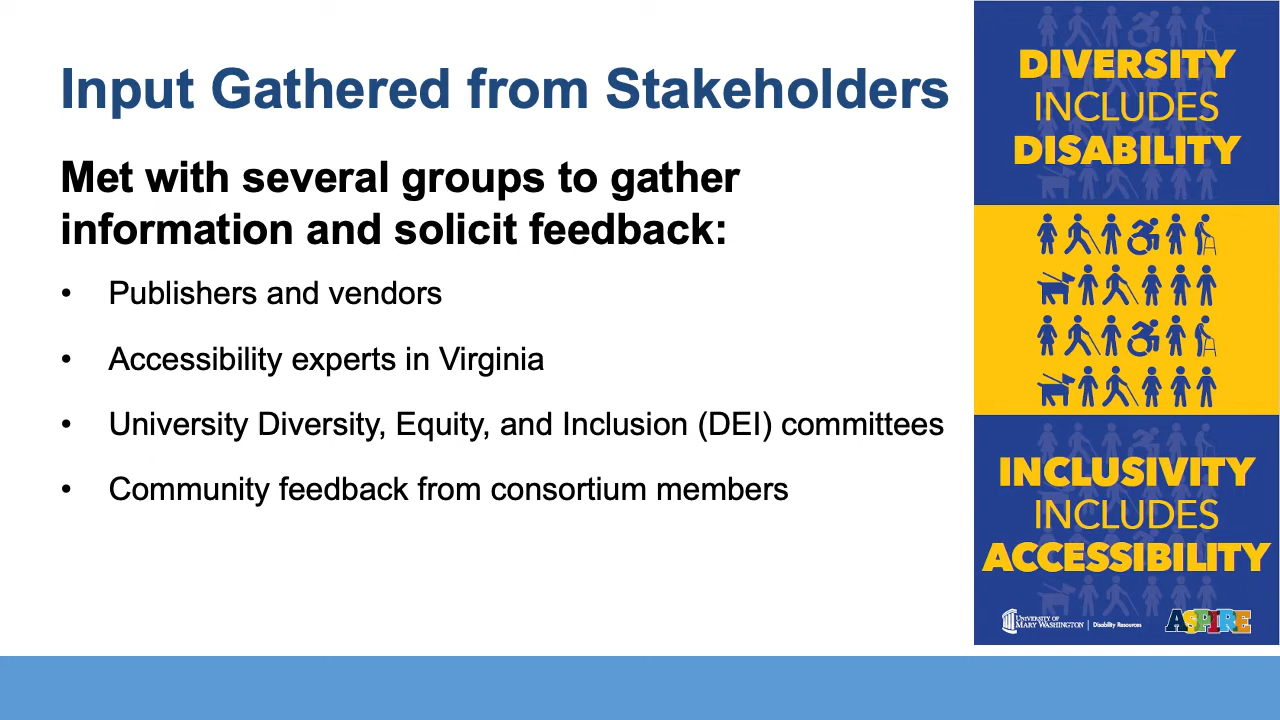 Input Gathered from Stakeholders
Met with several groups to gather
information and solicit feedback:
• Publishers and vendors
• Accessibility experts in Virginia
• University Diversity, Equity, and Inclusion (DEI) committees
• Community feedback from consortium members
DIVERSITY
INCLUDES
DISABILITY
INCLUSIVITY
INCLUDES
ACCESSIBILITY
UNIVERSITY OF
MARY WASHINGTON
Disability Resources
ASPIRE